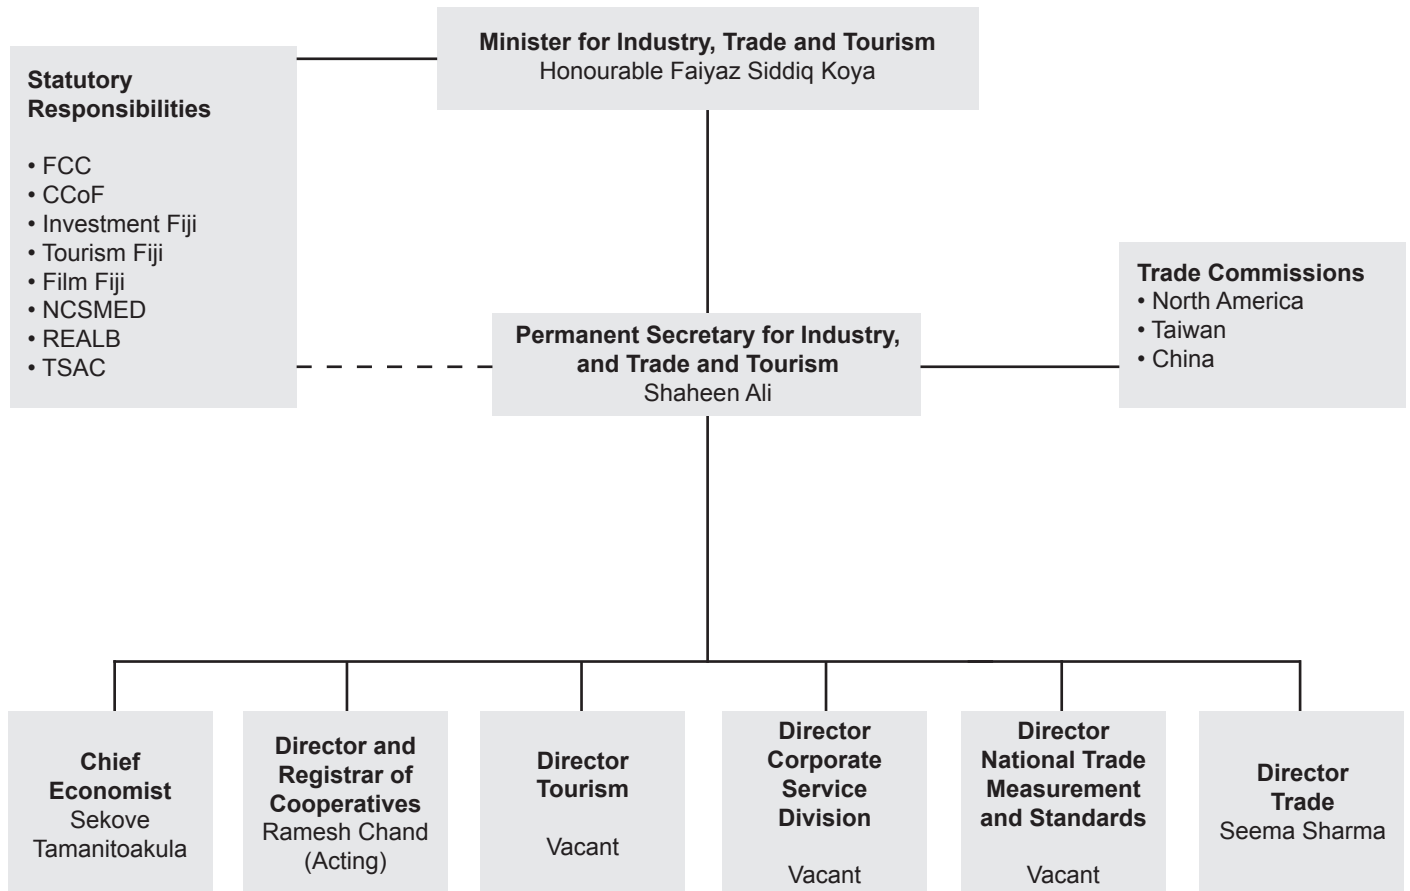 Minister for Industry, Trade and Tourism
Honourable Faiyaz Siddiq Koya
Statutory
Responsibilities
• FCC
• CCoF
• Investment Fiji
• Tourism Fiji
• Film Fiji
• NCSMED
• REALB
• TSAC
Trade Commissions
• North America
• Taiwan
• China
Permanent Secretary for Industry,
and Trade and Tourism
Shaheen Ali
Chief
Economist
Sekove
Tamanitoakula
Director and
Registrar of
Cooperatives
Ramesh Chand
(Acting)
Director
Tourism
Vacant
Director
Corporate
Service
Division
Vacant
Director
National Trade
Measurement
and Standards
Vacant
Director
Trade
Seema Sharma